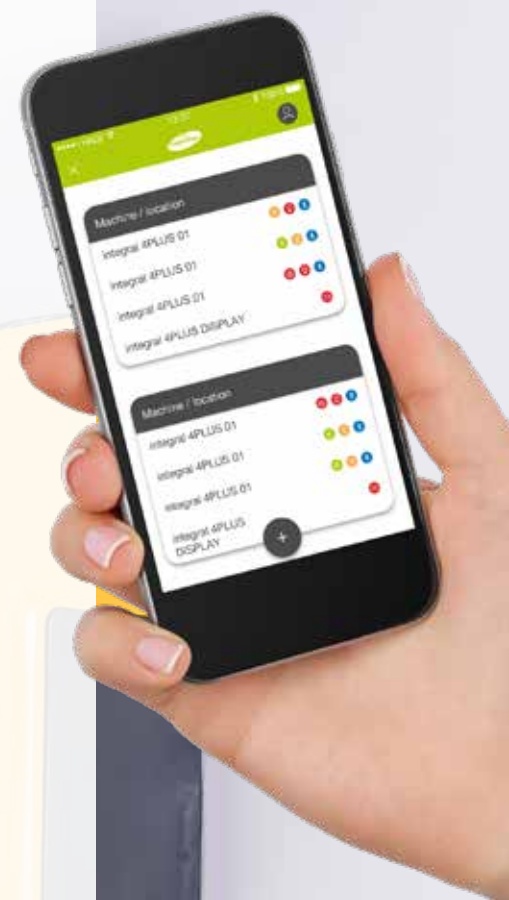 Machine / location
integral 4PLUS 01
integral 4PLUS 01
integral 4PLUS 01
integral 4PLUS DISPLAY
Machine / location
integral 4PLUS 01
integral 4PLUS 01
integral 4PLUS 01
integral 4PLUS
DISPLAY
+